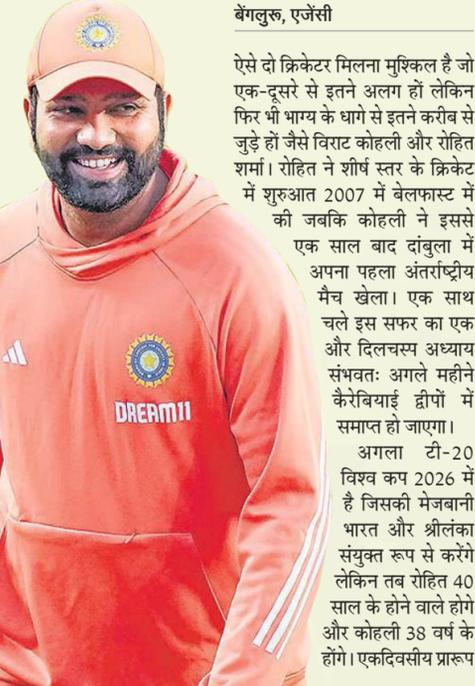 बेंगलुरू, एजेंसी
ऐसे दो क्रिकेटर मिलना मुश्किल है जो
एक-दूसरे से इतने अलग हों लेकिन
फिर भी भाग्य के धागे से इतने करीब से
जुड़े हों जैसे विराट कोहली और रोहित
शर्मा। रोहित ने शीर्ष स्तर के क्रिकेट
में शुरुआत 2007 में बेलफास्ट में
की जबकि कोहली ने इससे
एक साल बाद दांबुला में
अपना पहला अंतर्राष्ट्रीय
मैच खेला। एक साथ
चले इस सफर का एक
और दिलचस्प अध्याय
संभवतः अगले महीने
कैरेबियाई द्वीपों में
समाप्त हो जाएगा।
अगला टी-20
विश्व कप 2026 में
है जिसकी मेजबानी
भारत और श्रीलंका
संयुक्त रूप से करेंगे
लेकिन तब रोहित 40
साल के होने वाले होगे
और कोहली 38 वर्ष के
होंगे। एकदिवसीय प्रारूप
DREAM11